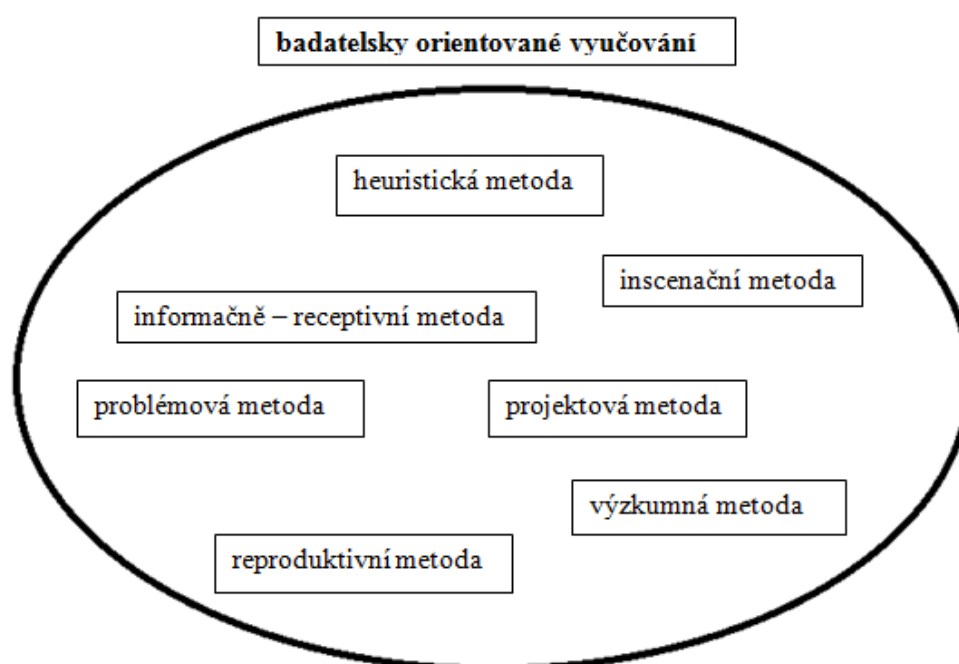 badatelsky orientované vyučování
heuristická metoda
inscenační metoda
informačně – receptivní metoda
problémová metoda
projektová metoda
výzkumná metoda
reproduktivní metoda